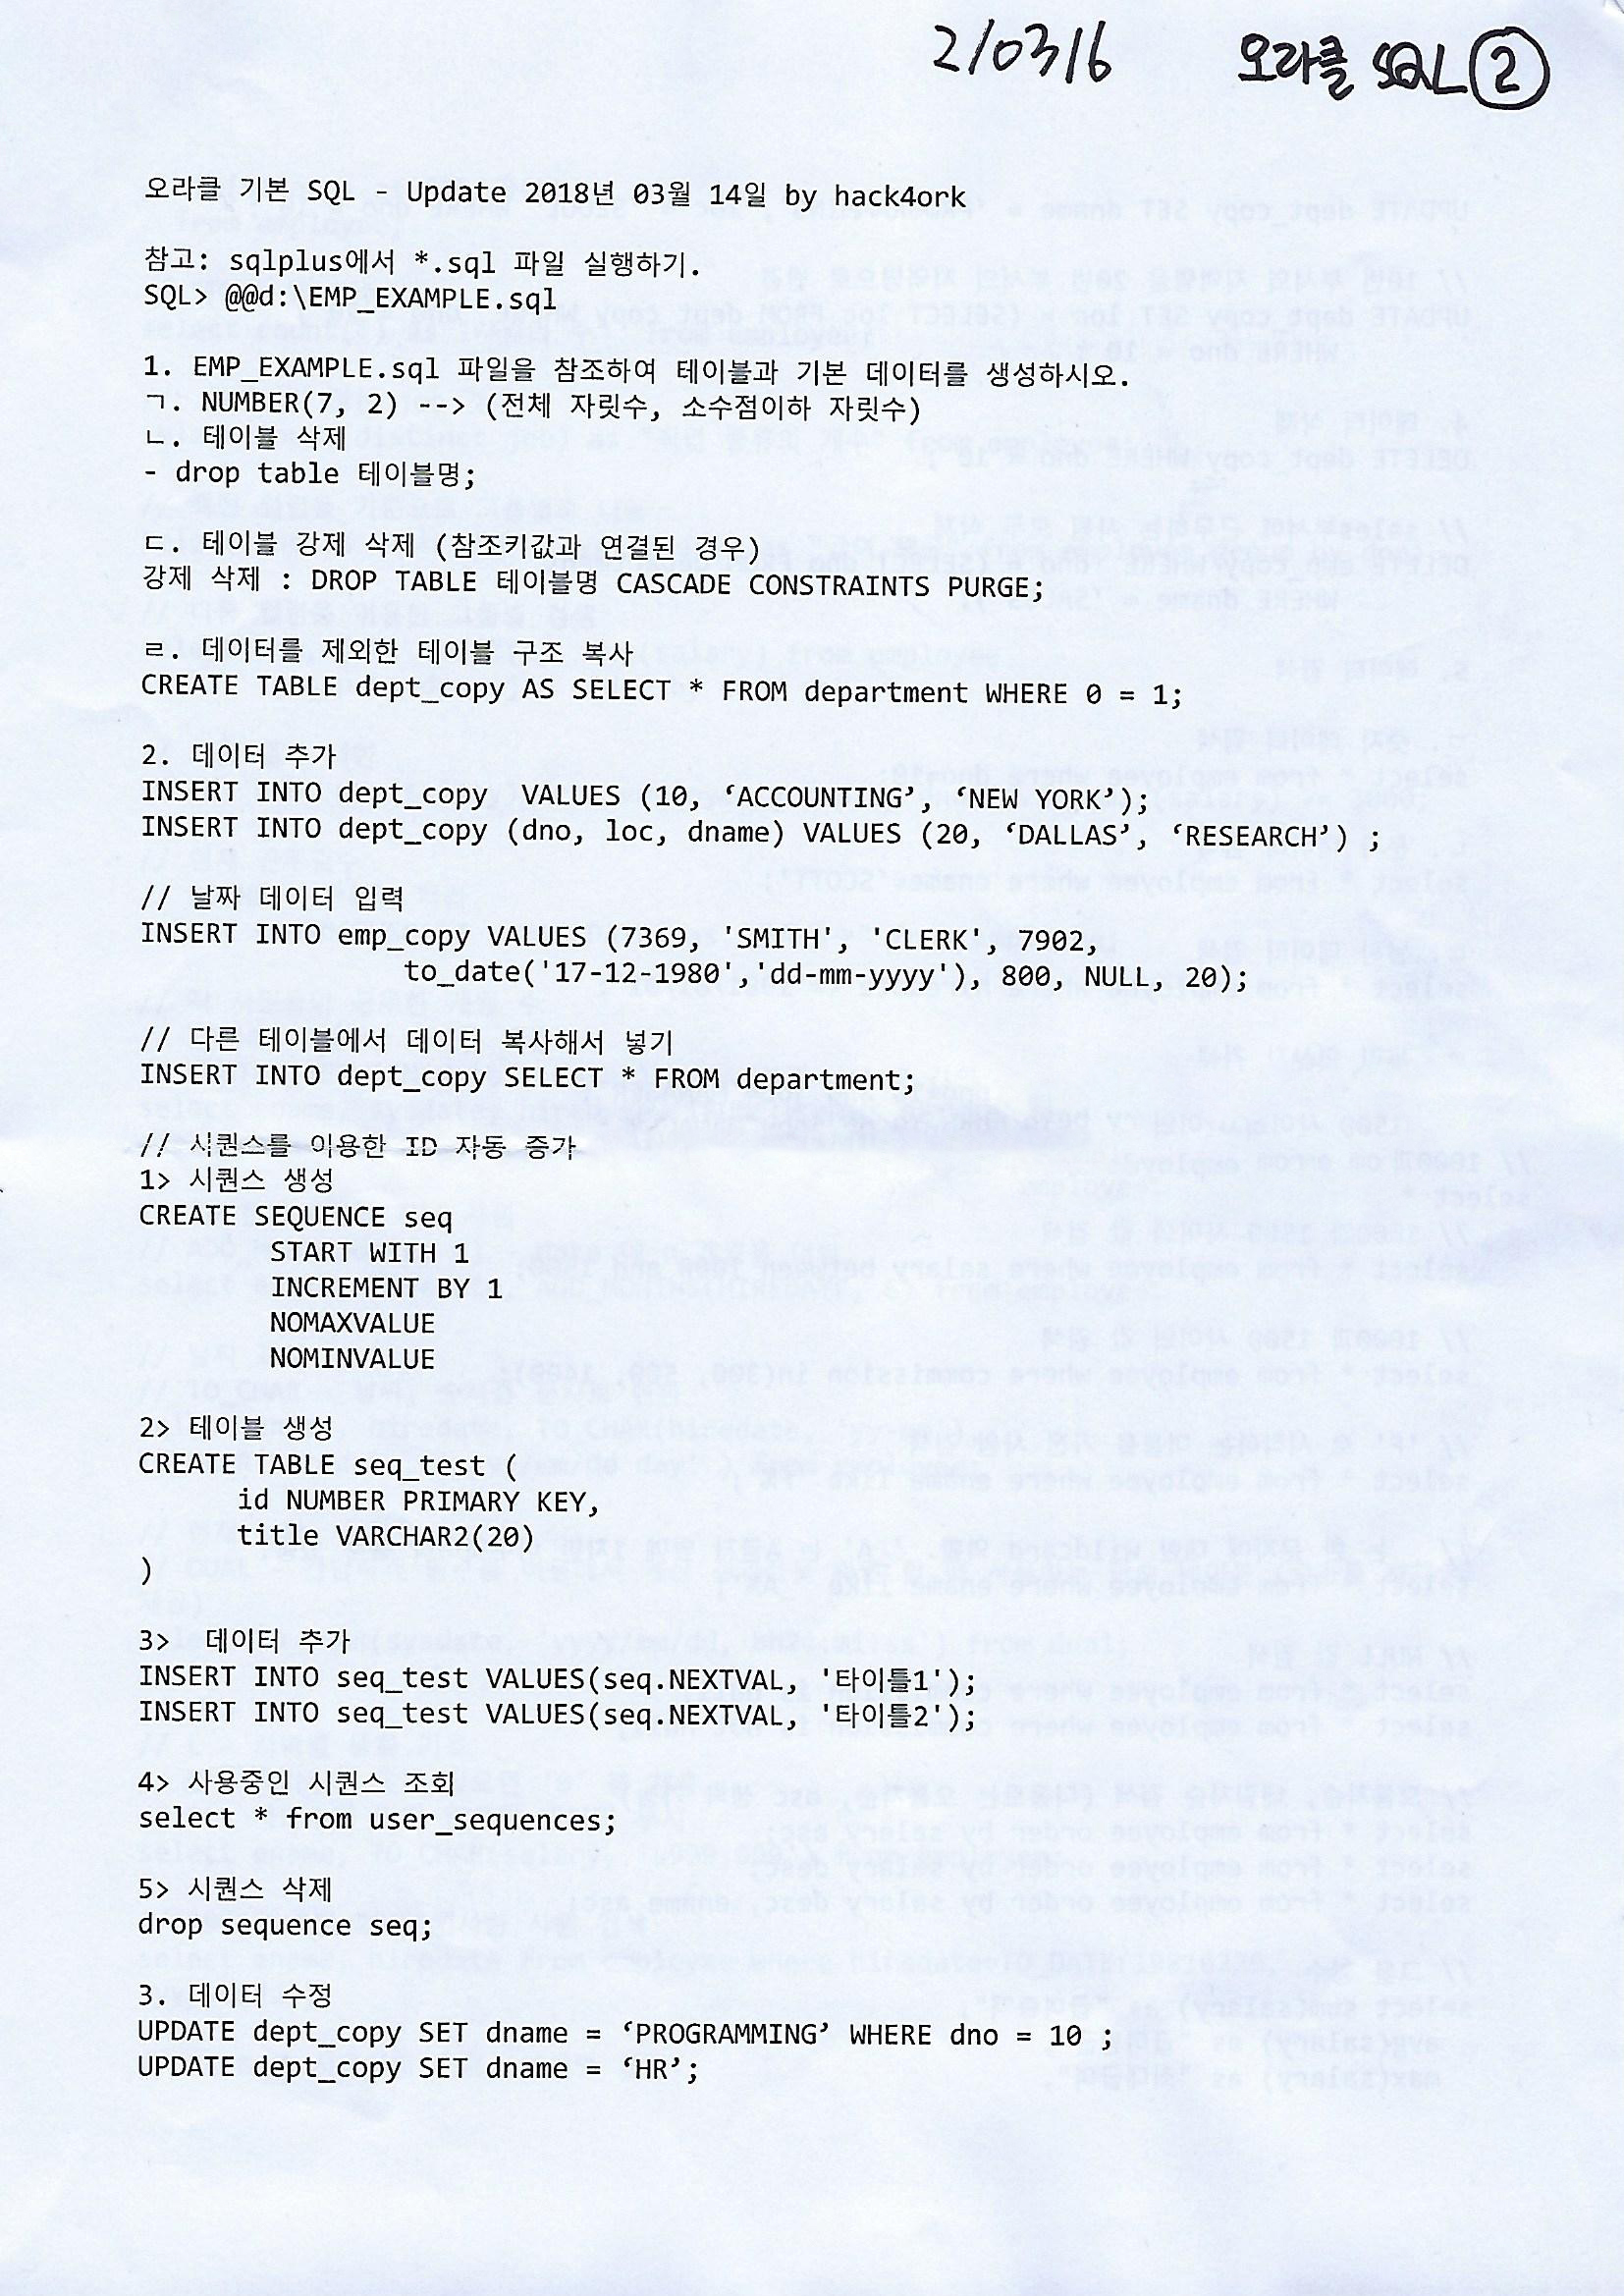 210316 오라클 SQL ②
오라클 기본 SQL - Update 2018년 03월 14일 by hack4ork
참고: sqlplus에서 *.sql 파일 실행하기.
SQL> @@d:\EMP_EXAMPLE.sql
1. EMP_EXAMPLE.sql 파일을 참조하여 테이블과 기본 데이터를 생성하시오.
ㄱ. NUMBER(7, 2) --> (전체 자릿수, 소수점이하 자릿수)
ㄴ. 테이블 삭제
- drop table 테이블명;
ㄷ. 테이블 강제 삭제 (참조키값과 연결된 경우)
강제 삭제 : DROP TABLE 테이블명 CASCADE CONSTRAINTS PURGE;
ㄹ. 데이터를 제외한 테이블 구조 복사
CREATE TABLE dept_copy AS SELECT * FROM department WHERE 0 = 1;
2. 데이터 추가
INSERT INTO dept_copy  VALUES (10, ‘ACCOUNTING’, ‘NEW YORK’);
INSERT INTO dept_copy (dno, loc, dname) VALUES (20, ‘DALLAS’, ‘RESEARCH’) ;
// 날짜 데이터 입력
INSERT INTO emp_copy VALUES (7369, 'SMITH', 'CLERK', 7902,
to_date('17-12-1980','dd-mm-yyyy'), 800, NULL, 20);
// 다른 테이블에서 데이터 복사해서 넣기
INSERT INTO dept_copy SELECT * FROM department;
// 시퀀스를 이용한 ID 자동 증가
1> 시퀀스 생성
CREATE SEQUENCE seq
START WITH 1
INCREMENT BY 1
NOMAXVALUE
NOMINVALUE
2> 테이블 생성
CREATE TABLE seq_test (
id NUMBER PRIMARY KEY,
title VARCHAR2(20)
)
3>  데이터 추가
INSERT INTO seq_test VALUES(seq.NEXTVAL, '타이틀1');
INSERT INTO seq_test VALUES(seq.NEXTVAL, '타이틀2');
4> 사용중인 시퀀스 조회
select * from user_sequences;
5> 시퀀스 삭제
drop sequence seq;
3. 데이터 수정
UPDATE dept_copy SET dname = ‘PROGRAMMING’ WHERE dno = 10 ;
UPDATE dept_copy SET dname = ‘HR’;